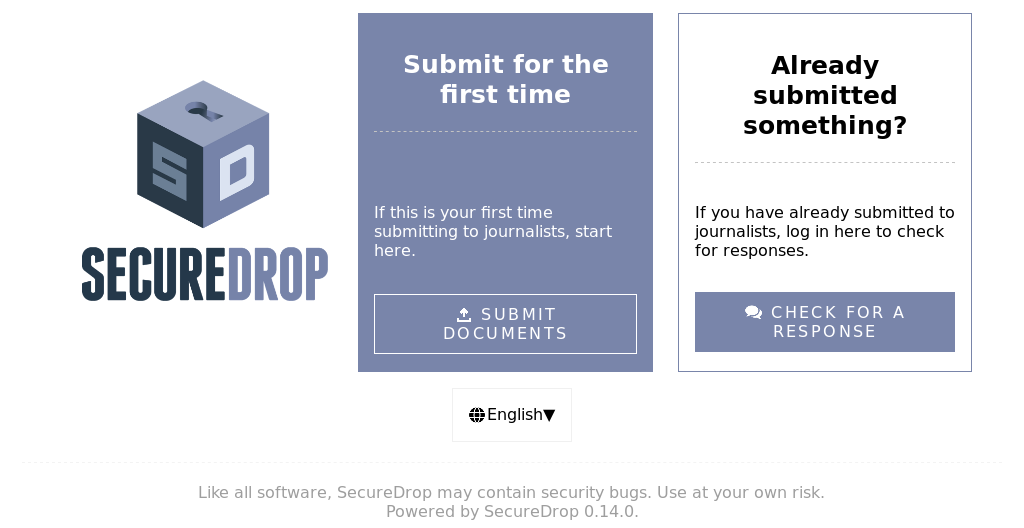 S D
SECUREDROP
Submit for the
first time
If this is your first time
submitting to journalists, start
here.
SUBMIT
DOCUMENTS
Already
submitted
something?
If you have already submitted to
journalists, log in here to check
for responses.
CHECK FOR A
RESPONSE
English▼
Like all software, SecureDrop may contain security bugs. Use at your own risk.
Powered by SecureDrop 0.14.0.